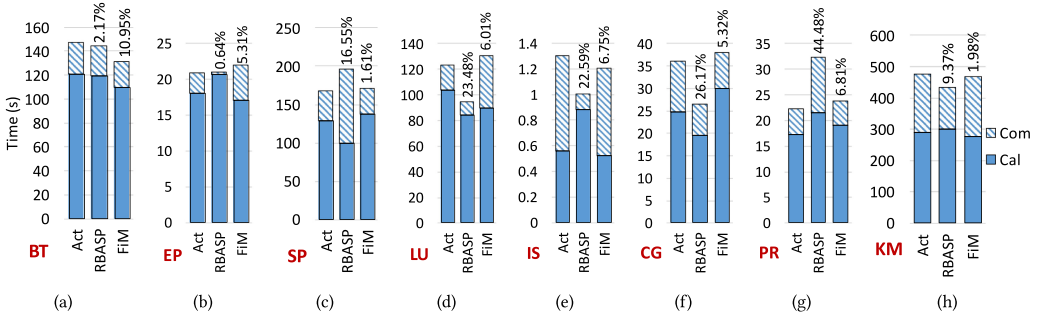 Time (s)
160
140
120
100
80
60
40
20
0
2.17%
10.95%
Act
RBASP
FiM
BT
(a)
25
20
15
10
5
0
0.64%
5.31%
Act
RBASP
FiM
EP
(b)
250
200
150
100
50
0
16.55%
1.61%
Act
RBASP
FiM
SP
(c)
140
120
100
80
60
40
20
0
23.48%
6.01%
Act
RBASP
FiM
LU
(d)
1.4
1.2
1
0.8
0.6
0.4
0.2
0
22.59%
6.75%
Act
RBASP
FiM
IS
(e)
40
35
30
25
20
15
10
5
0
26.17%
5.32%
Act
RBASP
FiM
CG
(f)
35
30
25
20
15
10
5
0
44.48%
6.81%
Act
RBASP
FiM
PR
(g)
600
500
400
300
200
100
0
9.37%
1.98%
Act
RBASP
FiM
KM
(h)
Com
Cal